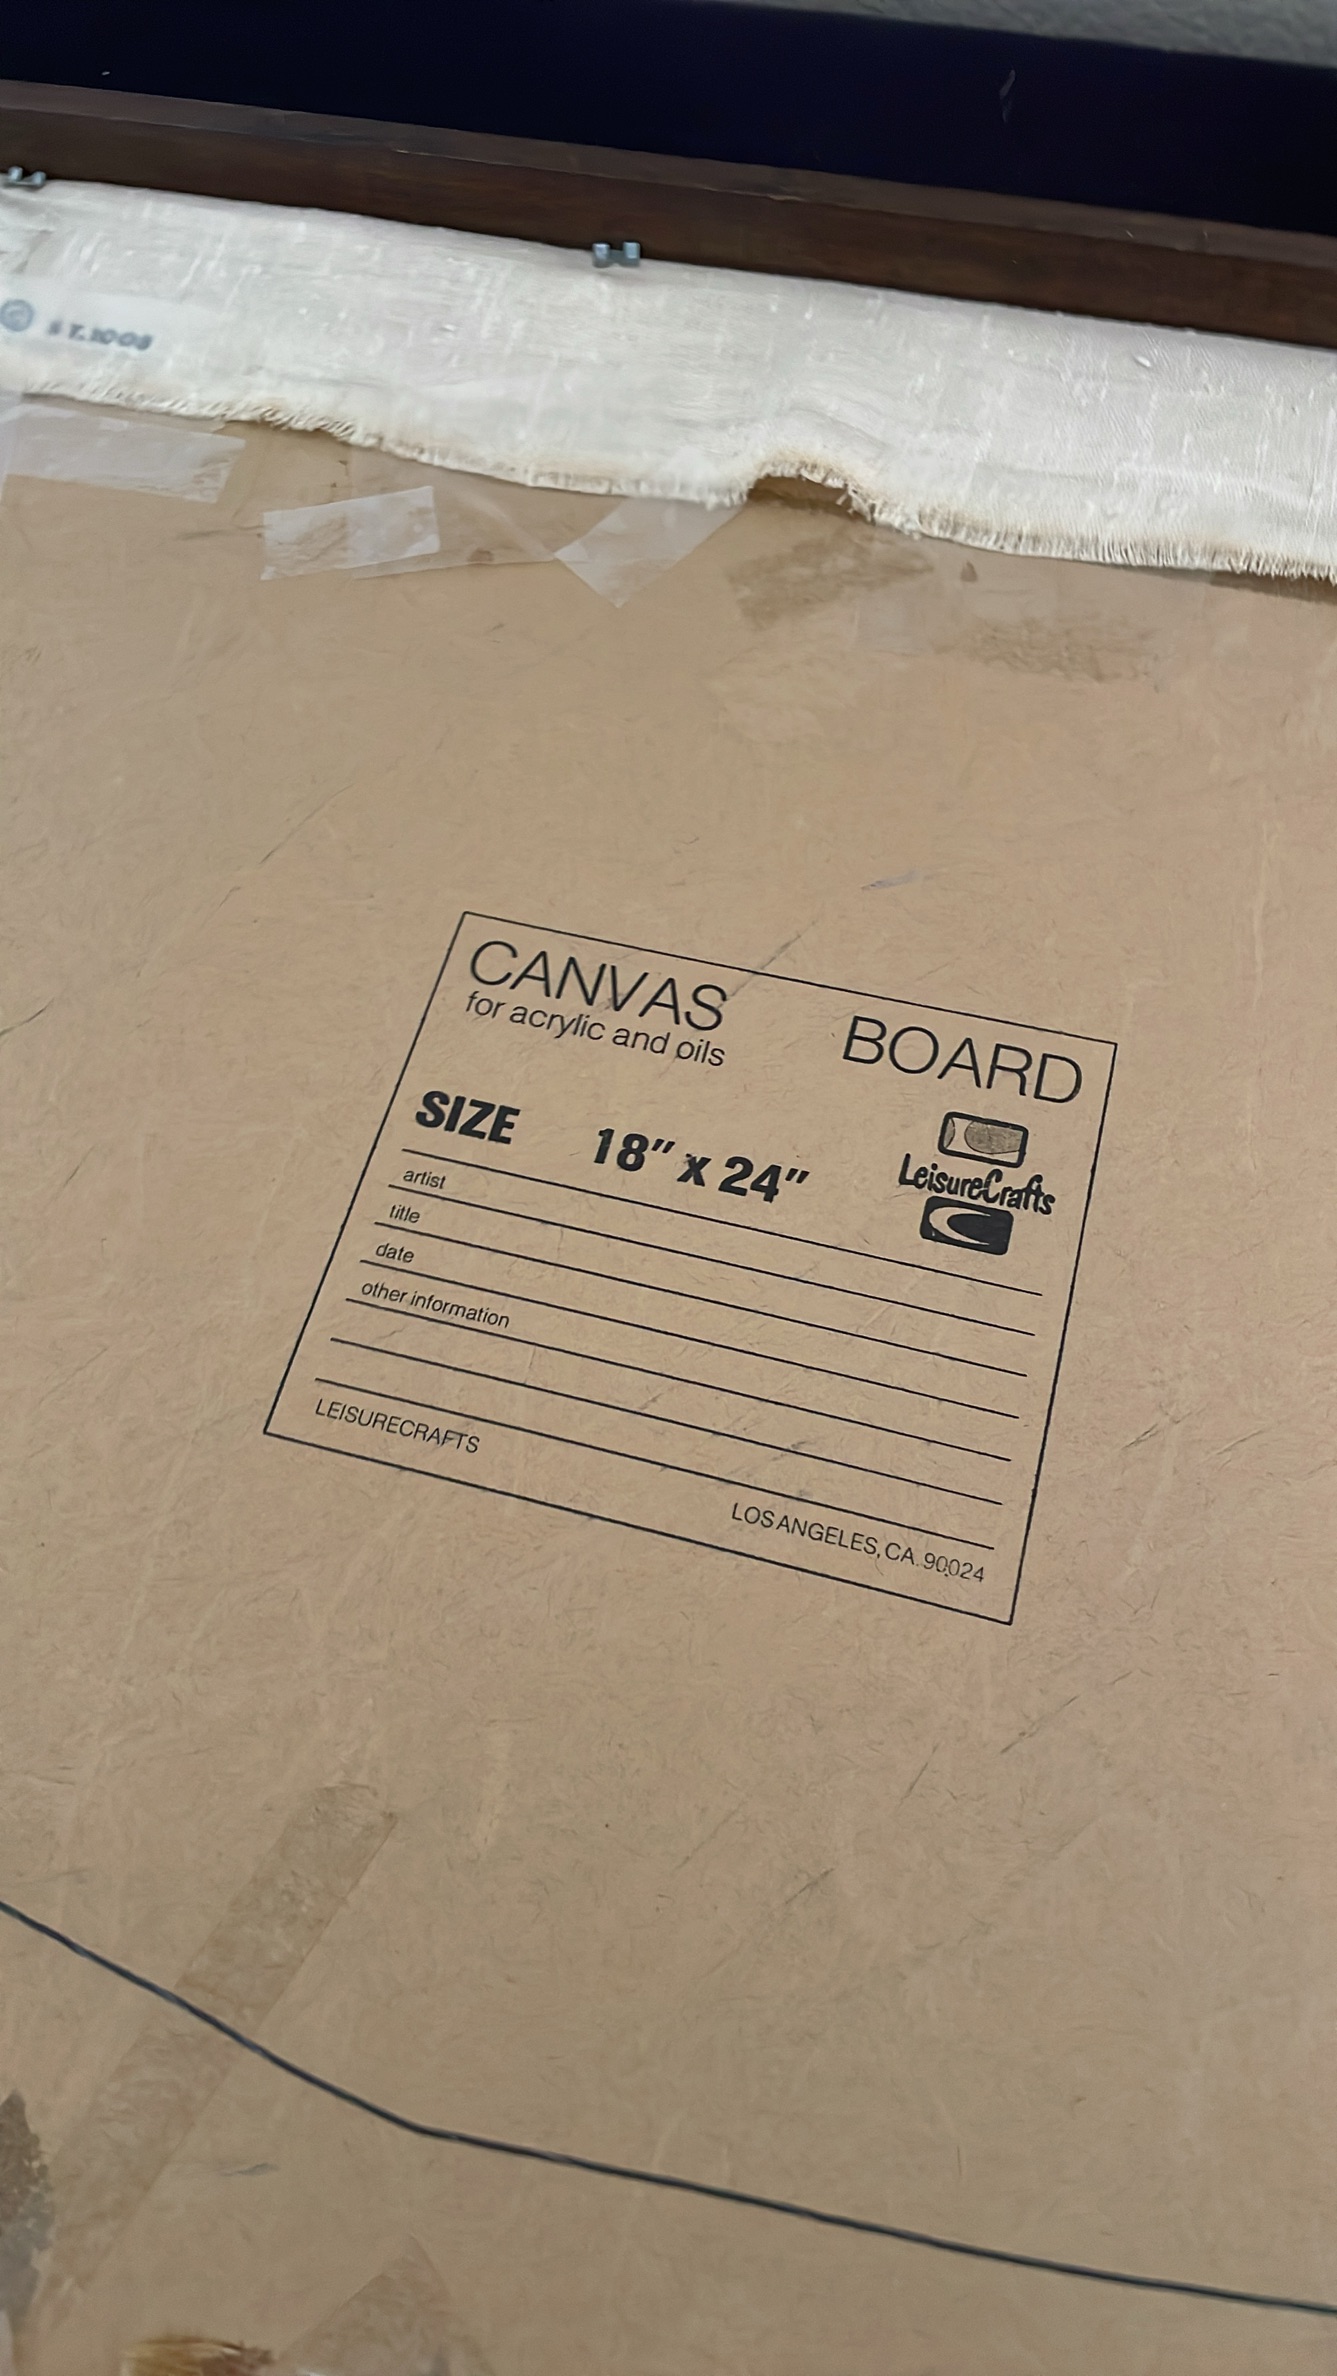 CANVAS BOARD
for acrylic and oils
SIZE 18" x 24"
LeisureCrafts
artist
title
date
other information
LEISURECRAFTS
LOS ANGELES, CA. 90024